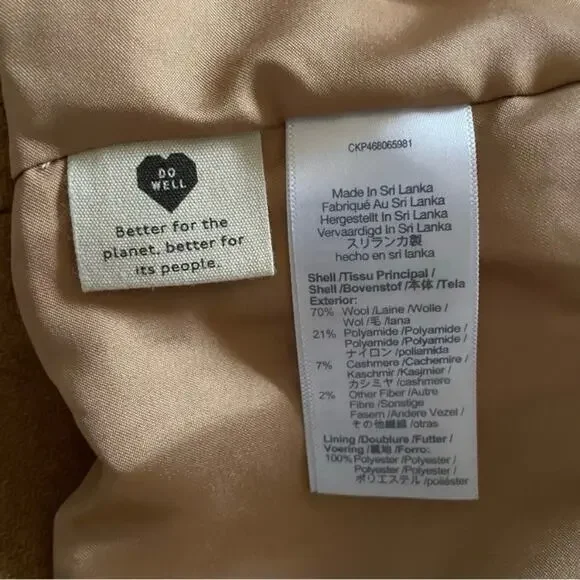 DO
WELL
Better for the
planet, better for
its people.
CKP468065981
Made In Sri Lanka
Fabriqué Au Sri Lanka
Hergestellt In Sri Lanka
Vervaardigd In Sri Lanka
スリランカ製
hecho en Sri Lanka
Shell /Tissu Principal /
Shell /Bovenstof /本体 /Tela
Exterior:
70% Wool /Laine /Wolle /
Wol /毛 /lana
21% Polyamide /Polyamide /
Polyamide /Polyamide /
ナイロン /poliamida
7% Cashmere /Cachemire /
Kaschmir /Kasjmier /
カシミヤ /cashmere
2% Other Fiber /Autre
Fibre /Sonstige
Fasern /Andere Vezel /
その他繊維 /otras
Lining /Doublure /Futter /
Voering /裏地 /Forro:
100% Polyester /Polyester /
Polyester /Polyester /
ポリエステル /poliéster